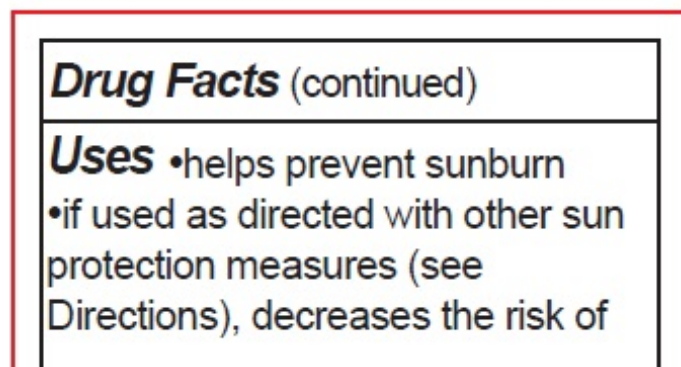 Drug Facts (continued)
Uses •helps prevent sunburn
•if used as directed with other sun
protection measures (see
Directions), decreases the risk of